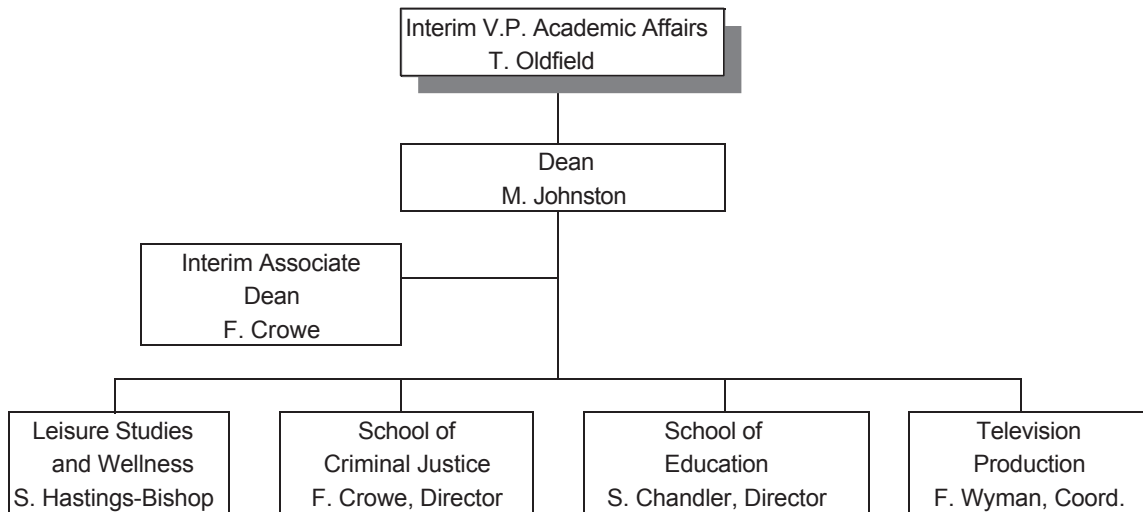 Interim V.P. Academic Affairs
T. Oldfield
Dean
M. Johnston
Interim Associate
Dean
F. Crowe
Leisure Studies
and Wellness
S. Hastings-Bishop
School of
Criminal Justice
F. Crowe, Director
School of
Education
S. Chandler, Director
Television
Production
F. Wyman, Coord.